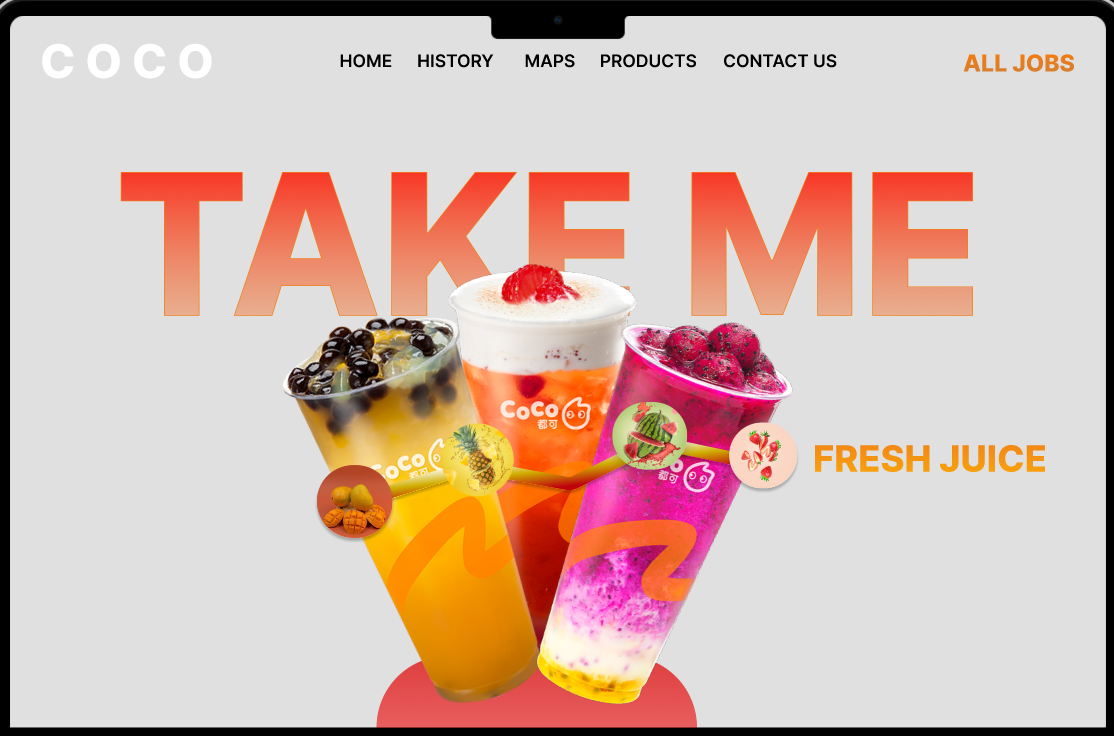 COCO
HOME HISTORY MAPS PRODUCTS CONTACT US
ALL JOBS
TAKE ME
FRESH JUICE
CoCo
都可
CoCo
都可
都可